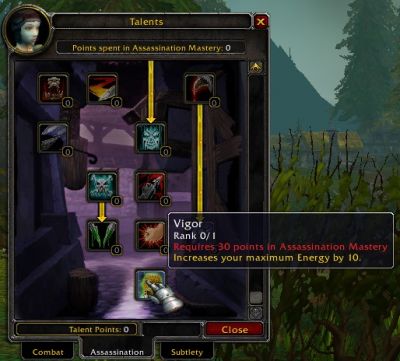 Talents
Points spent in Assassination Mastery: 0
0
0
0
0
0
0
0
0
0
Vigor
Rank 0/1
Requires 30 points in Assassination Mastery
Increases your maximum Energy by 10.
Talent Points: 0
Close
Combat
Assassination
Subtlety